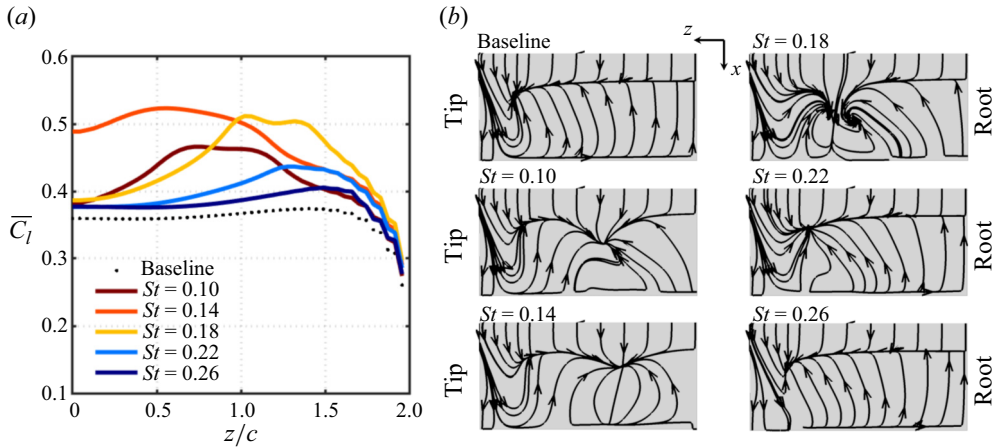 (a)
0.6
0.5
0.4
0.3
0.2
0.1
C_l
Baseline
St = 0.10
St = 0.14
St = 0.18
St = 0.22
St = 0.26
0
0.5
1.0
1.5
2.0
z/c
(b)
Baseline
z
x
St = 0.18
Tip
Root
St = 0.10
St = 0.22
Tip
Root
St = 0.14
St = 0.26
Tip
Root